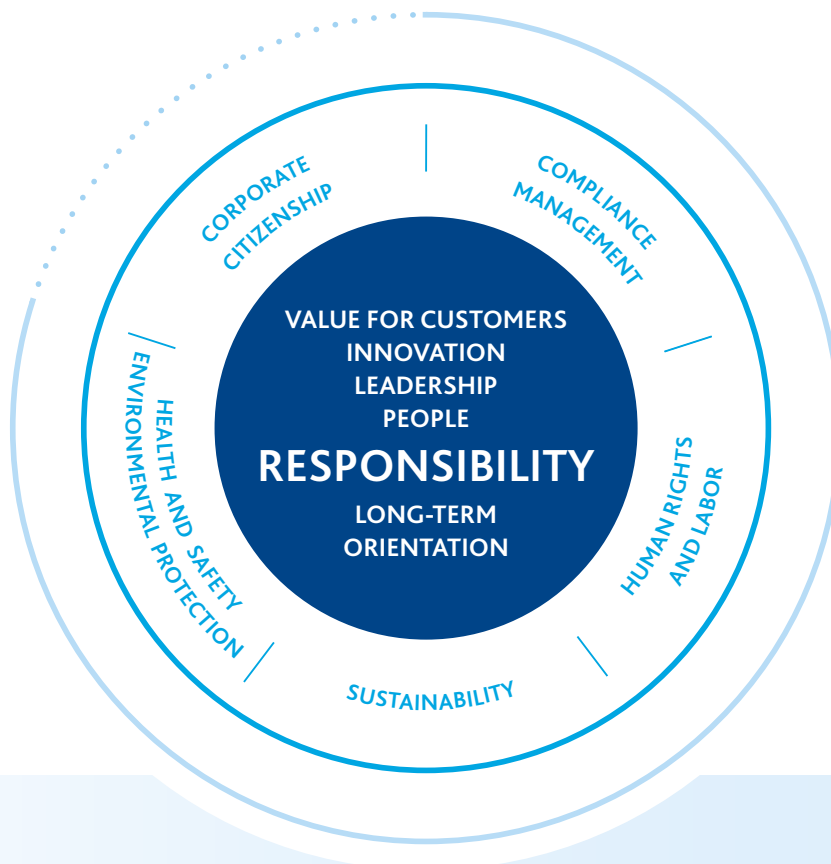 CORPORATE
CITIZENSHIP
COMPLIANCE
MANAGEMENT
VALUE FOR CUSTOMERS
INNOVATION
LEADERSHIP
PEOPLE
RESPONSIBILITY
LONG-TERM
ORIENTATION
HEALTH AND SAFETY
ENVIRONMENTAL PROTECTION
HUMAN RIGHTS
AND LABOR
SUSTAINABILITY